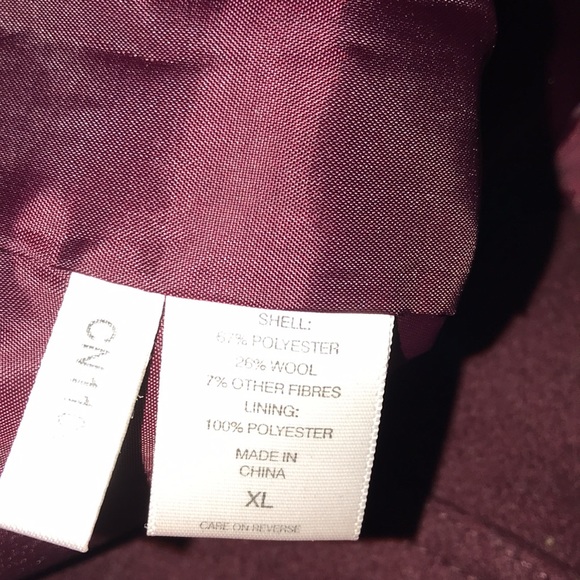 SHELL:
67% POLYESTER
26% WOOL
7% OTHER FIBRES
LINING:
100% POLYESTER
MADE IN
CHINA
XL
CARE ON REVERSE